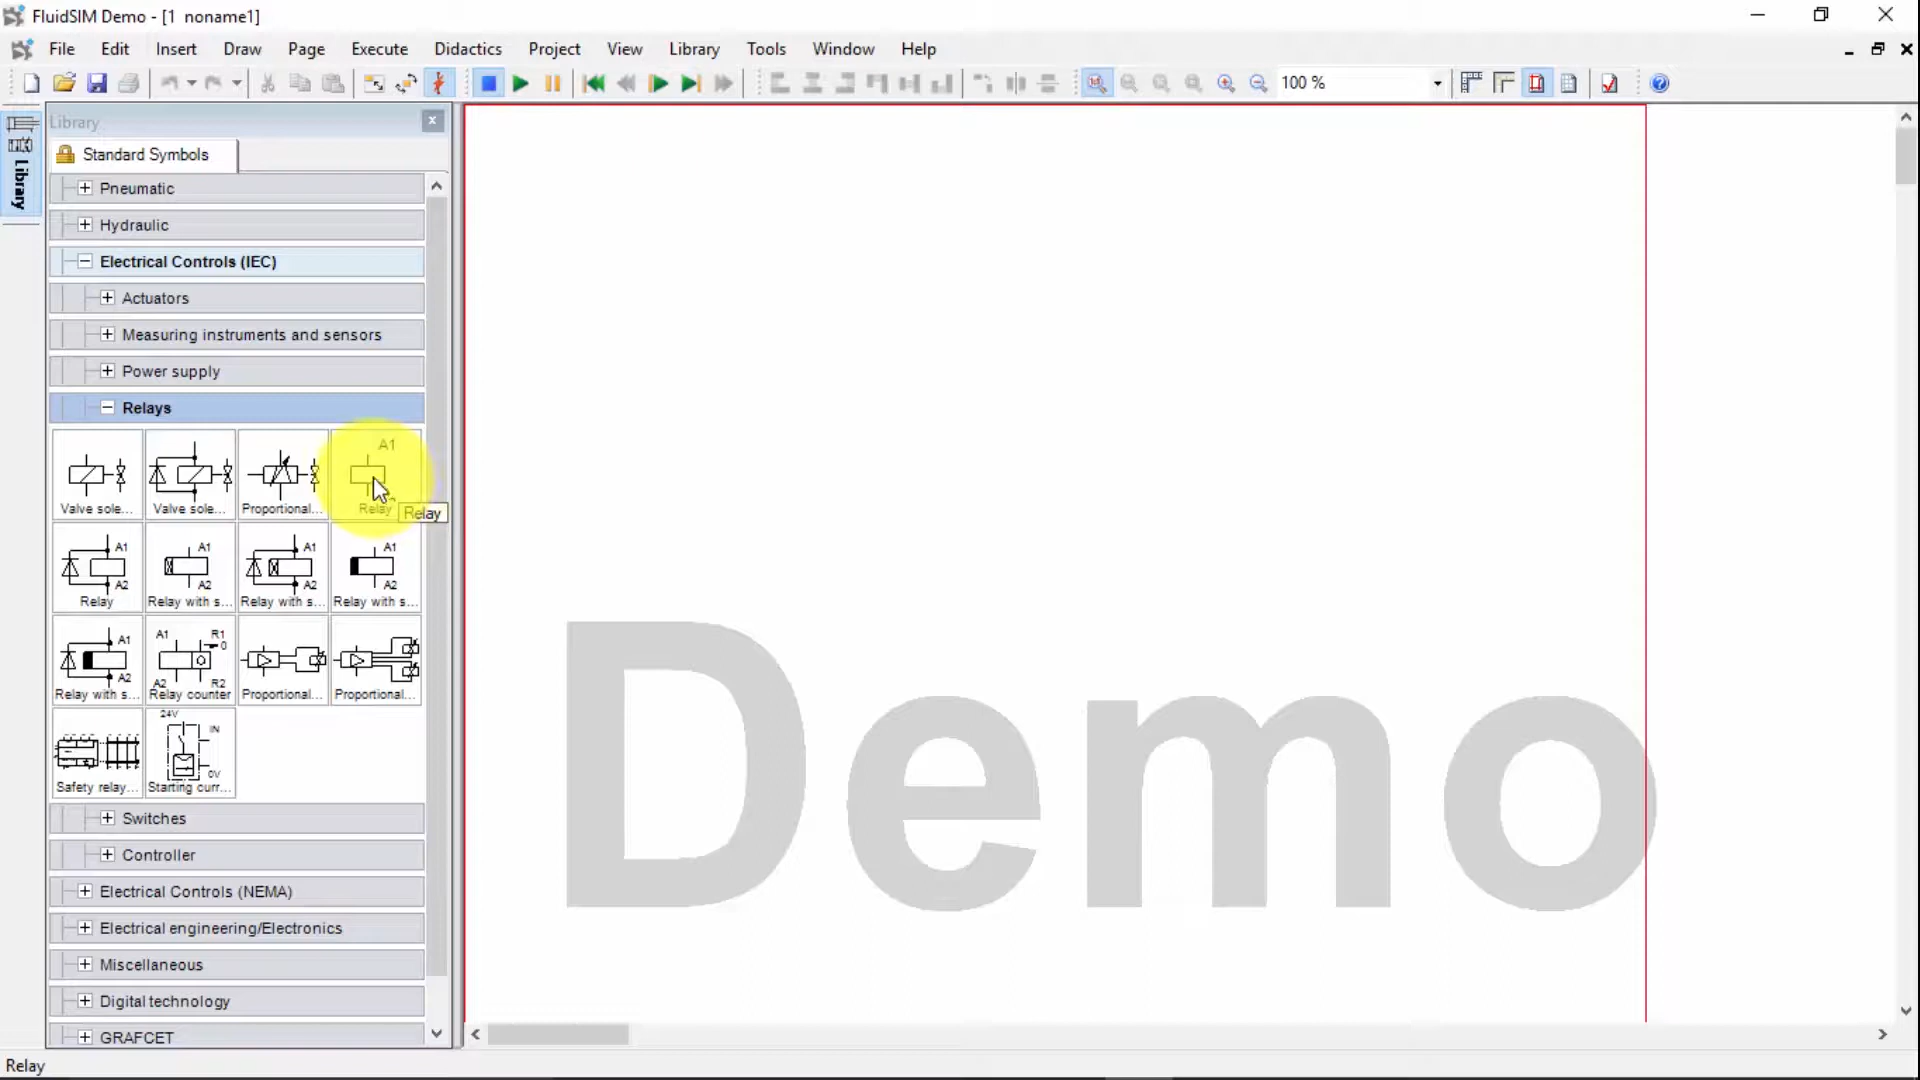 FluidSIM Demo - [1  noname1]
File Edit Insert Draw Page Execute Didactics Project View Library Tools Window Help
100 %
Library
Library
Standard Symbols
Pneumatic
Hydraulic
Electrical Controls (IEC)
Actuators
Measuring instruments and sensors
Power supply
Relays
A1
Valve sole... Valve sole... Proportional... Relay
Relay
A1 A1 A1 A1
A2 A2 A2 A2
Relay Relay with s... Relay with s... Relay with s...
A1 A1 R1
0
A2 A2 R2
Relay with s... Relay counter Proportional... Proportional...
24V
IN
0V
Safety relay... Starting curr...
Switches
Controller
Electrical Controls (NEMA)
Electrical engineering/Electronics
Miscellaneous
Digital technology
GRAFCET
Demo
Relay